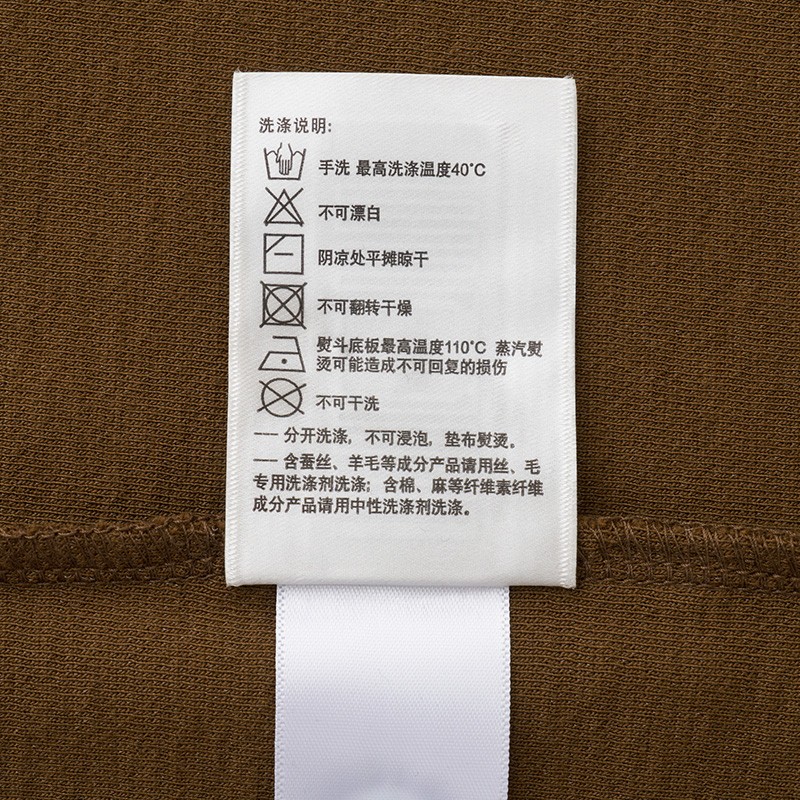 洗涤说明:
手洗 最高洗涤温度40°C
不可漂白
阴凉处平摊晾干
不可翻转干燥
熨斗底板最高温度110°C 蒸汽熨
烫可能造成不可回复的损伤
不可干洗
── 分开洗涤，不可浸泡，垫布熨烫。
── 含蚕丝、羊毛等成分产品请用丝、毛
专用洗涤剂洗涤；含棉、麻等纤维素纤维
成分产品请用中性洗涤剂洗涤。